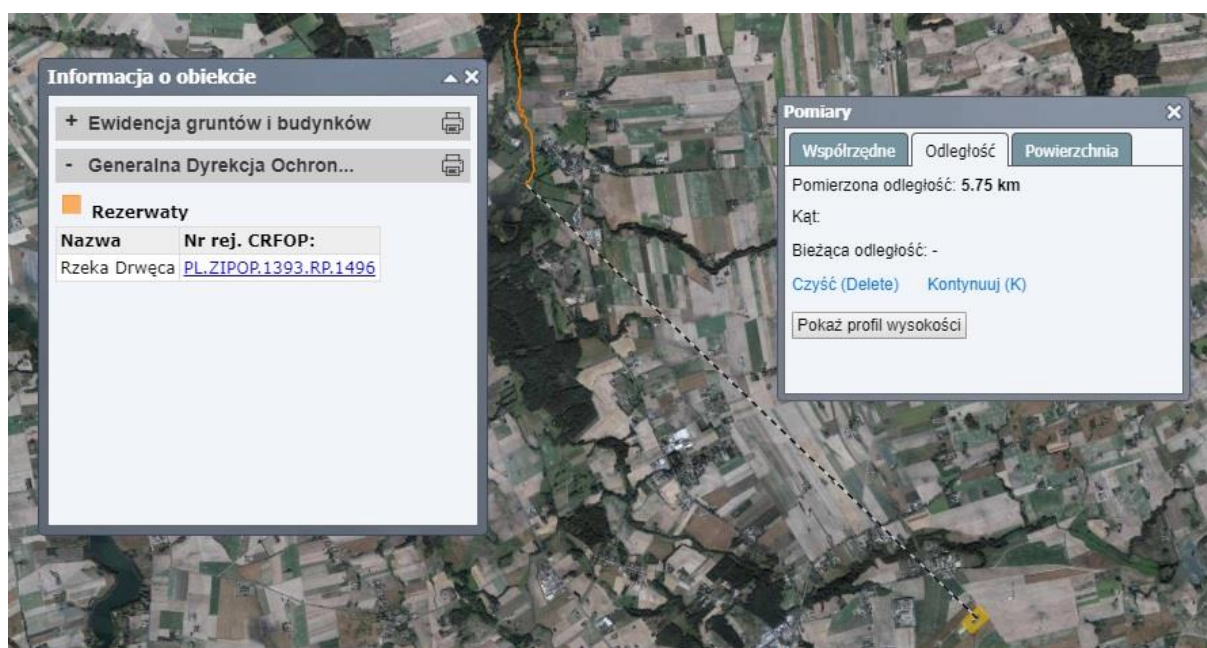 Informacja o obiekcie
+ Ewidencja gruntów i budynków
- Generalna Dyrekcja Ochron...
Rezerwaty
Nazwa Nr rej. CRFOP:
Rzeka Drwęca PL.ZIPOP.1393.RP.1496
Pomiary
Współrzędne Odległość Powierzchnia
Pomierzona odległość: 5.75 km
Kąt:
Bieżąca odległość: -
Czyść (Delete) Kontynuuj (K)
Pokaż profil wysokości